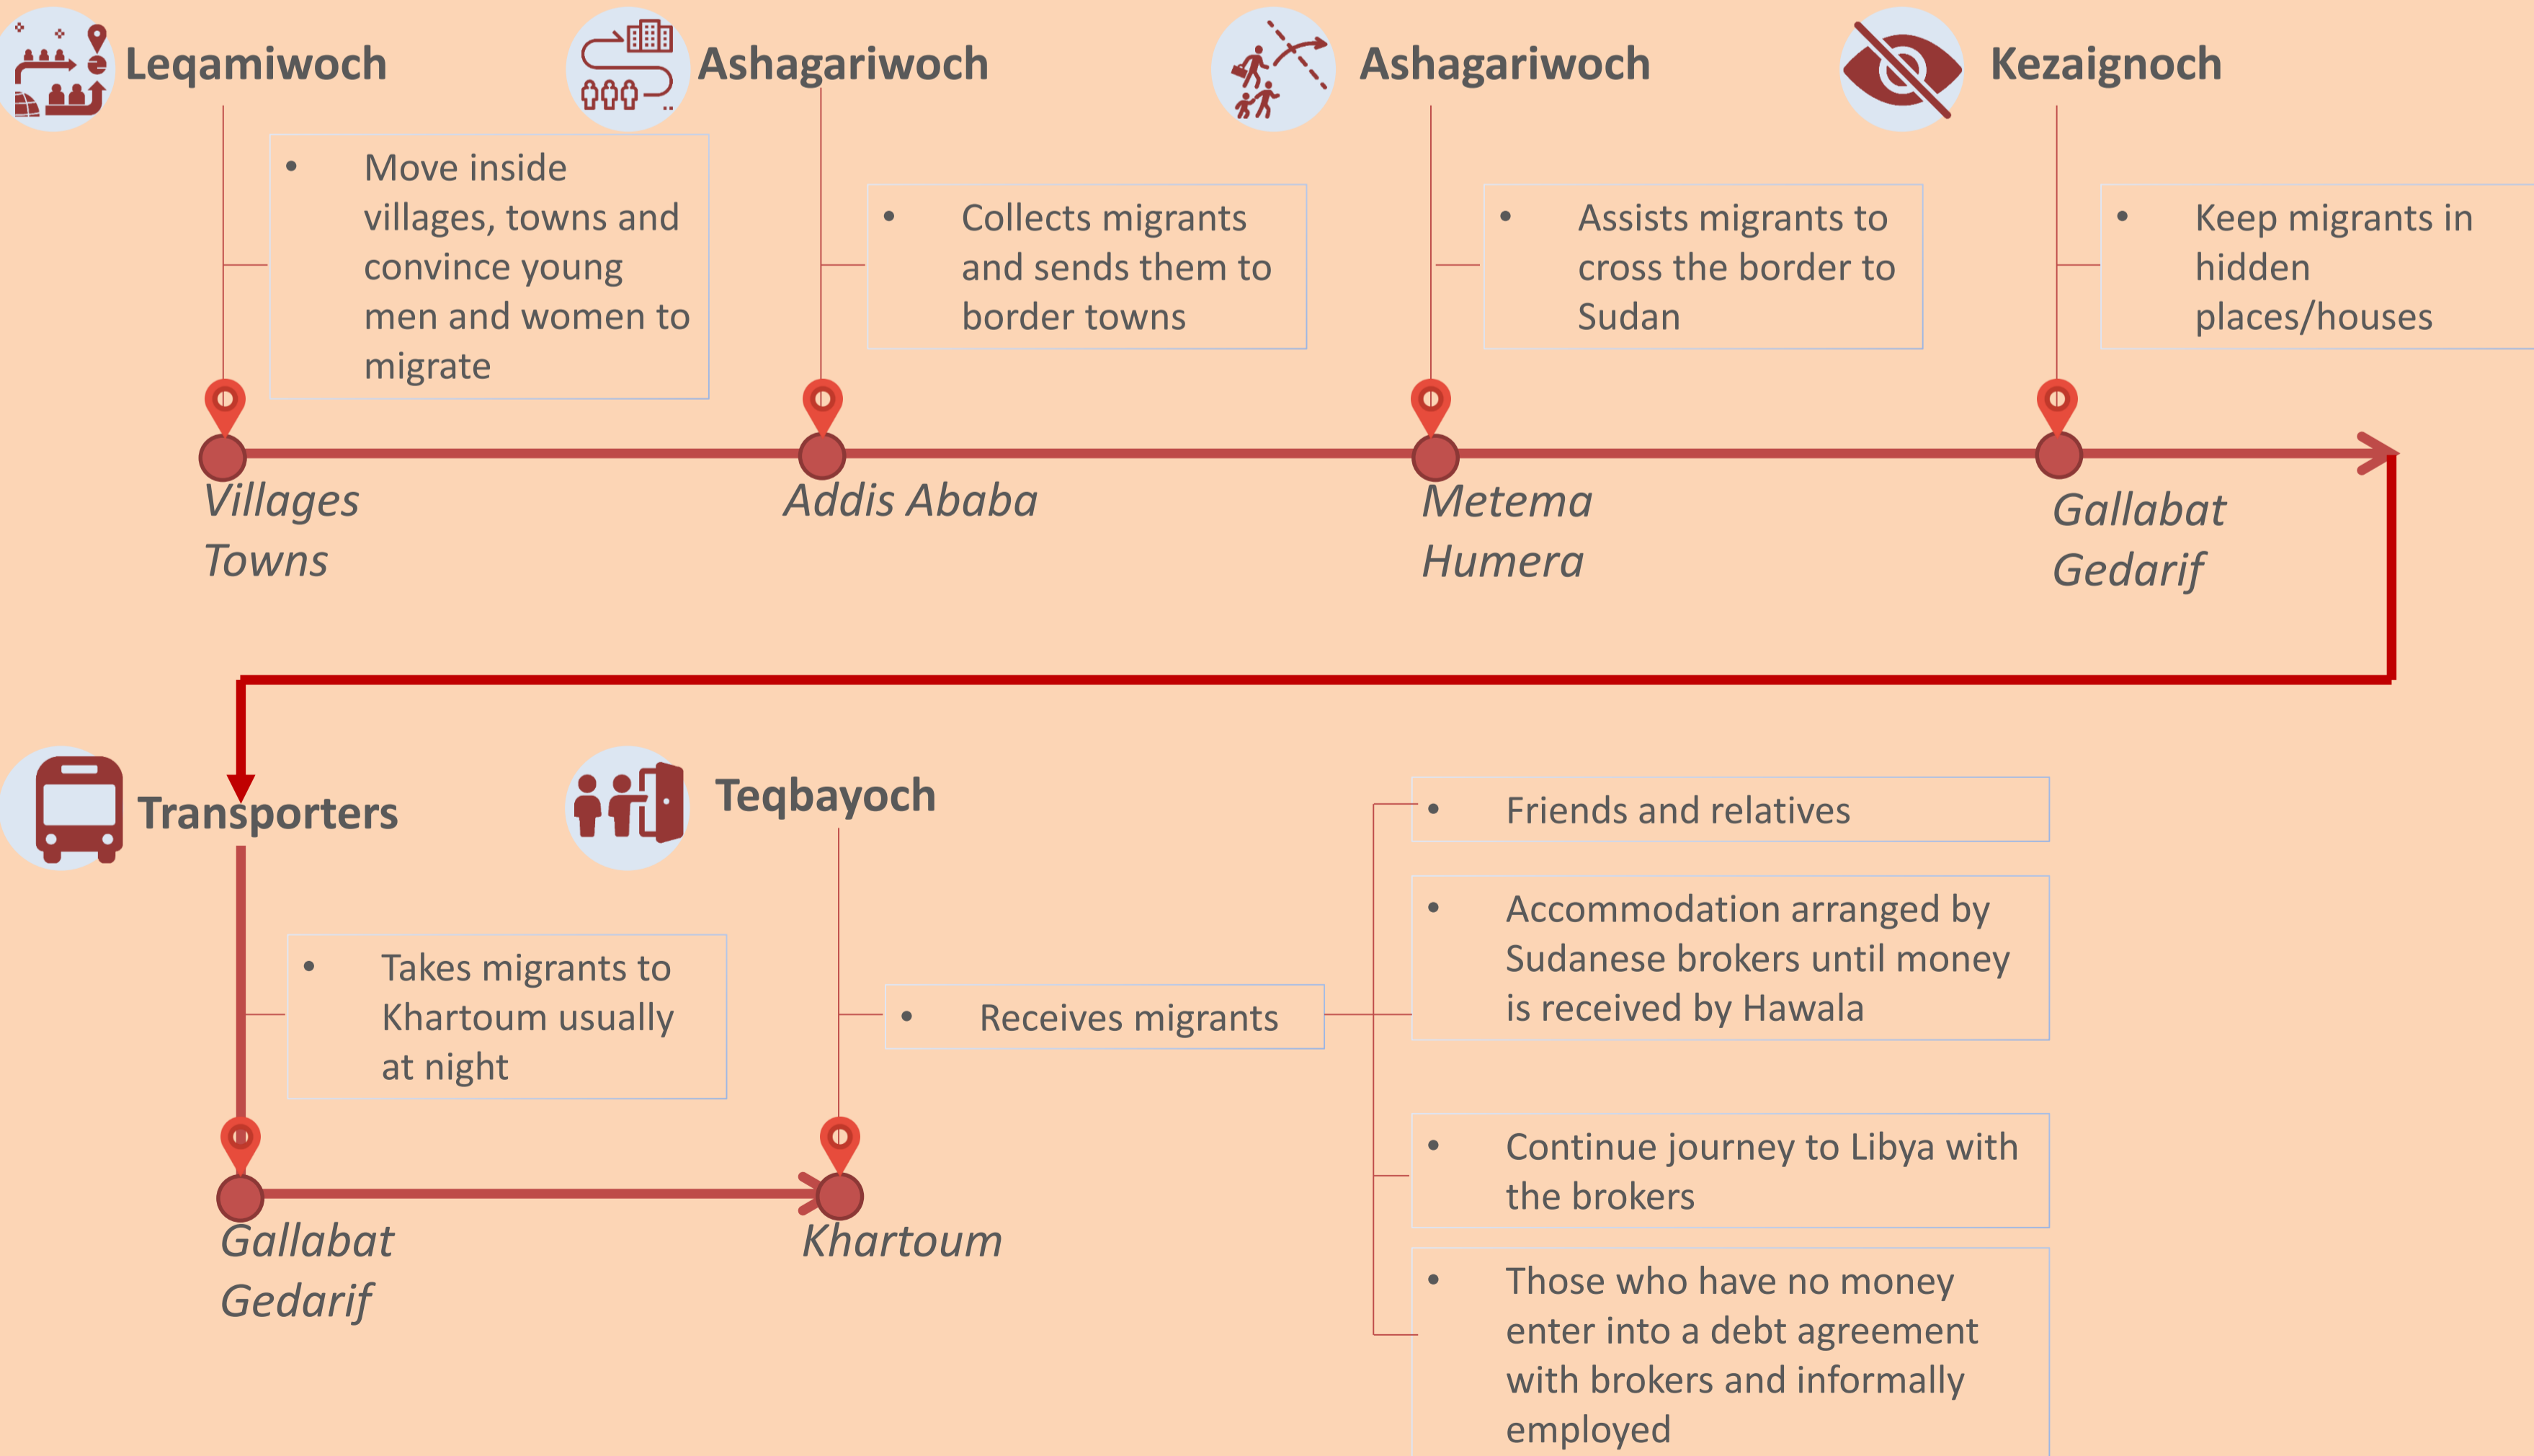 Leqamiwoch
• Move inside
villages, towns and
convince young
men and women to
migrate
Villages
Towns
Ashagariwoch
• Collects migrants
and sends them to
border towns
Addis Ababa
Ashagariwoch
• Assists migrants to
cross the border to
Sudan
Metema
Humera
Kezaignoch
• Keep migrants in
hidden
places/houses
Gallabat
Gedarif
Transporters
• Takes migrants to
Khartoum usually
at night
Gallabat
Gedarif
Teqbayoch
• Receives migrants
Khartoum
• Friends and relatives
• Accommodation arranged by
Sudanese brokers until money
is received by Hawala
• Continue journey to Libya with
the brokers
• Those who have no money
enter into a debt agreement
with brokers and informally
employed